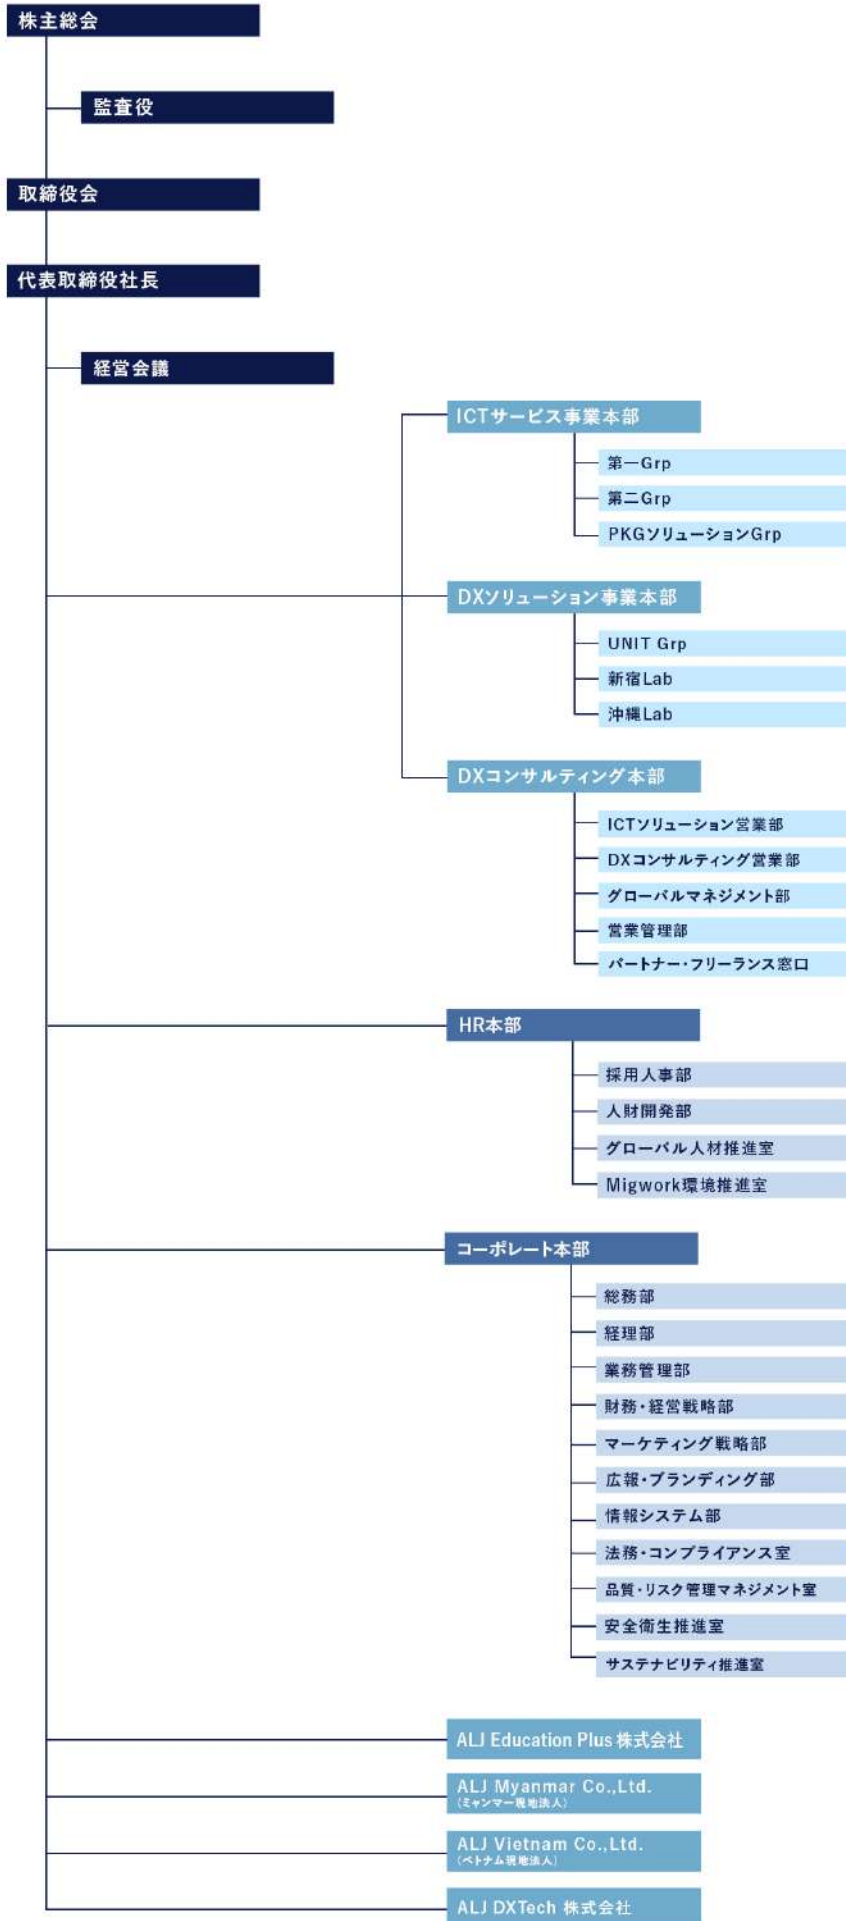 株主総会
監査役
取締役会
代表取締役社長
経営会議
ICTサービス事業本部
第一Grp
第二Grp
PKGソリューションGrp
DXソリューション事業本部
UNIT Grp
新宿Lab
沖縄Lab
DXコンサルティング本部
ICTソリューション営業部
DXコンサルティング営業部
グローバルマネジメント部
営業管理部
パートナー・フリーランス窓口
HR本部
採用人事部
人財開発部
グローバル人材推進室
Migwork環境推進室
コーポレート本部
総務部
経理部
業務管理部
財務・経営戦略部
マーケティング戦略部
広報・ブランディング部
情報システム部
法務・コンプライアンス室
品質・リスク管理マネジメント室
安全衛生推進室
サステナビリティ推進室
ALJ Education Plus 株式会社
ALJ Myanmar Co.,Ltd.
(ミャンマー現地法人)
ALJ Vietnam Co.,Ltd.
(ベトナム現地法人)
ALJ DXTech 株式会社